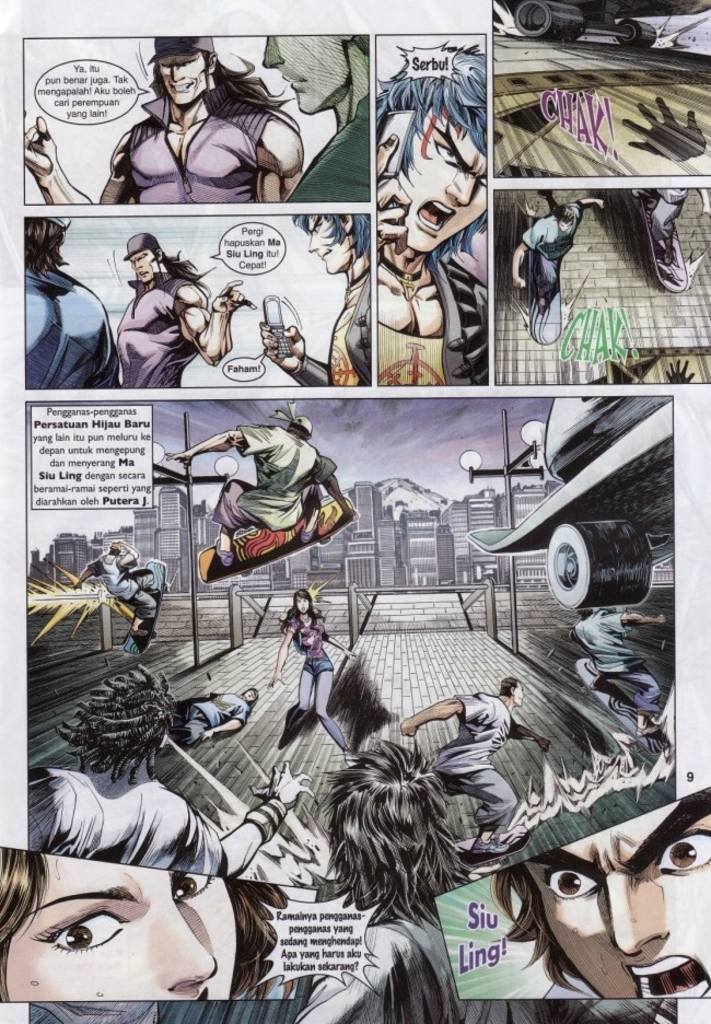 Ya, itu
pun benar juga. Tak
mengapalah! Aku boleh
cari perempuan
yang lain!
Pergi
hapuskan Ma
Siu Ling itu!
Cepat!
Faham!
Serbu!
CHAK!
CHAK!
Pengganas-pengganas
Persatuan Hijau Baru
yang lain itu pun meluru ke
depan untuk mengepung
dan menyerang Ma
Siu Ling dengan secara
beramai-ramai seperti yang
diarahkan oleh Putera J.
9
Ramainya pengganas-
pengganas yang
sedang menghendap!
Apa yang harus aku
lakukan sekarang?
Siu
Ling!